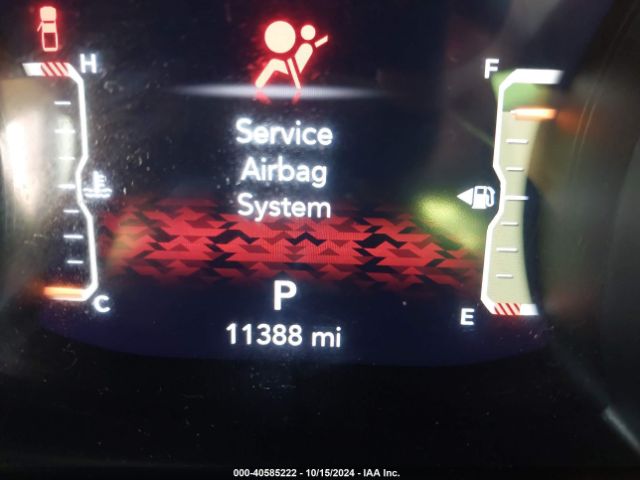 H
F
Service
Airbag
System
P
C
E
11388 mi
000-40585222 - 10/15/2024 - IAA Inc.